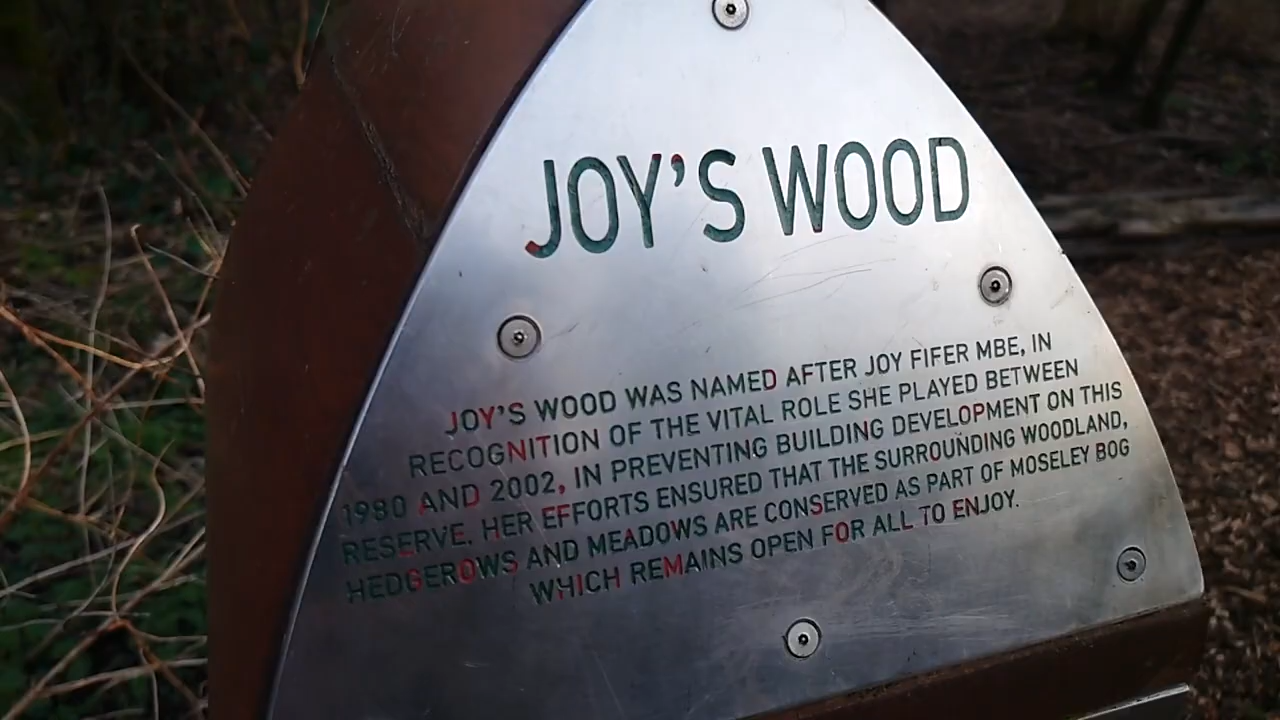 JOY'S WOOD
JOY'S WOOD WAS NAMED AFTER JOY FIFER MBE, IN
RECOGNITION OF THE VITAL ROLE SHE PLAYED BETWEEN
1980 AND 2002, IN PREVENTING BUILDING DEVELOPMENT ON THIS
RESERVE. HER EFFORTS ENSURED THAT THE SURROUNDING WOODLAND,
HEDGEROWS AND MEADOWS ARE CONSERVED AS PART OF MOSELEY BOG
WHICH REMAINS OPEN FOR ALL TO ENJOY.